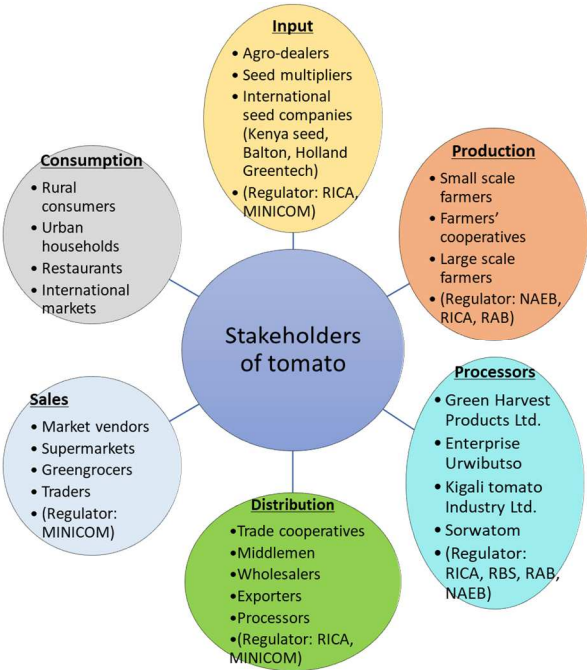 Input
• Agro-dealers
• Seed multipliers
• International
seed companies
(Kenya seed,
Balton, Holland
Greentech)
• (Regulator: RICA,
MINICOM)
Production
• Small scale
farmers
• Farmers'
cooperatives
• Large scale
farmers
• (Regulator: NAEB,
RICA, RAB)
Processors
• Green Harvest
Products Ltd.
• Enterprise
Urwibutso
• Kigali tomato
Industry Ltd.
• Sorwatom
• (Regulator:
RICA, RBS, RAB,
NAEB)
Distribution
•Trade cooperatives
•Middlemen
•Wholesalers
•Exporters
•Processors
•(Regulator: RICA,
MINICOM)
Sales
• Market vendors
• Supermarkets
• Greengrocers
• Traders
• (Regulator:
MINICOM)
Consumption
• Rural
consumers
• Urban
households
• Restaurants
• International
markets
Stakeholders
of tomato